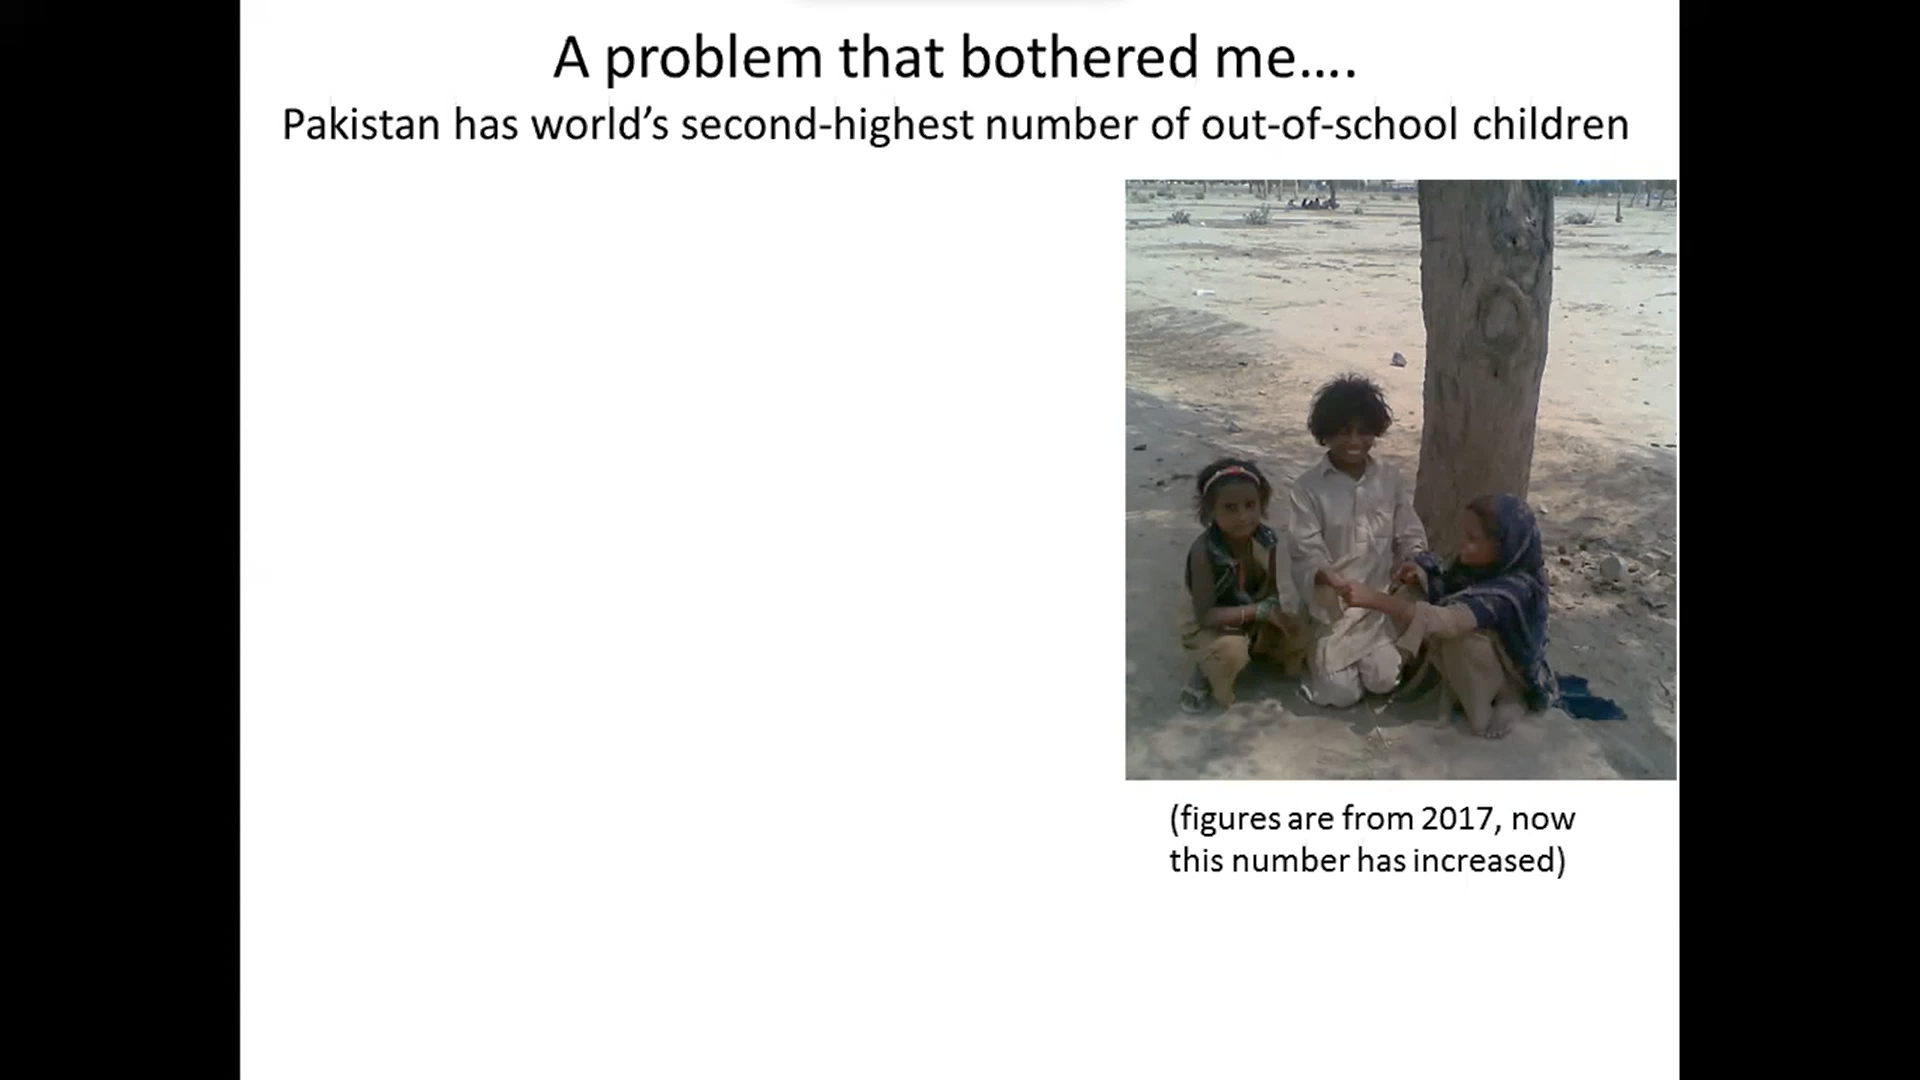 A problem that bothered me....
Pakistan has world’s second-highest number of out-of-school children
(figures are from 2017, now
this number has increased)